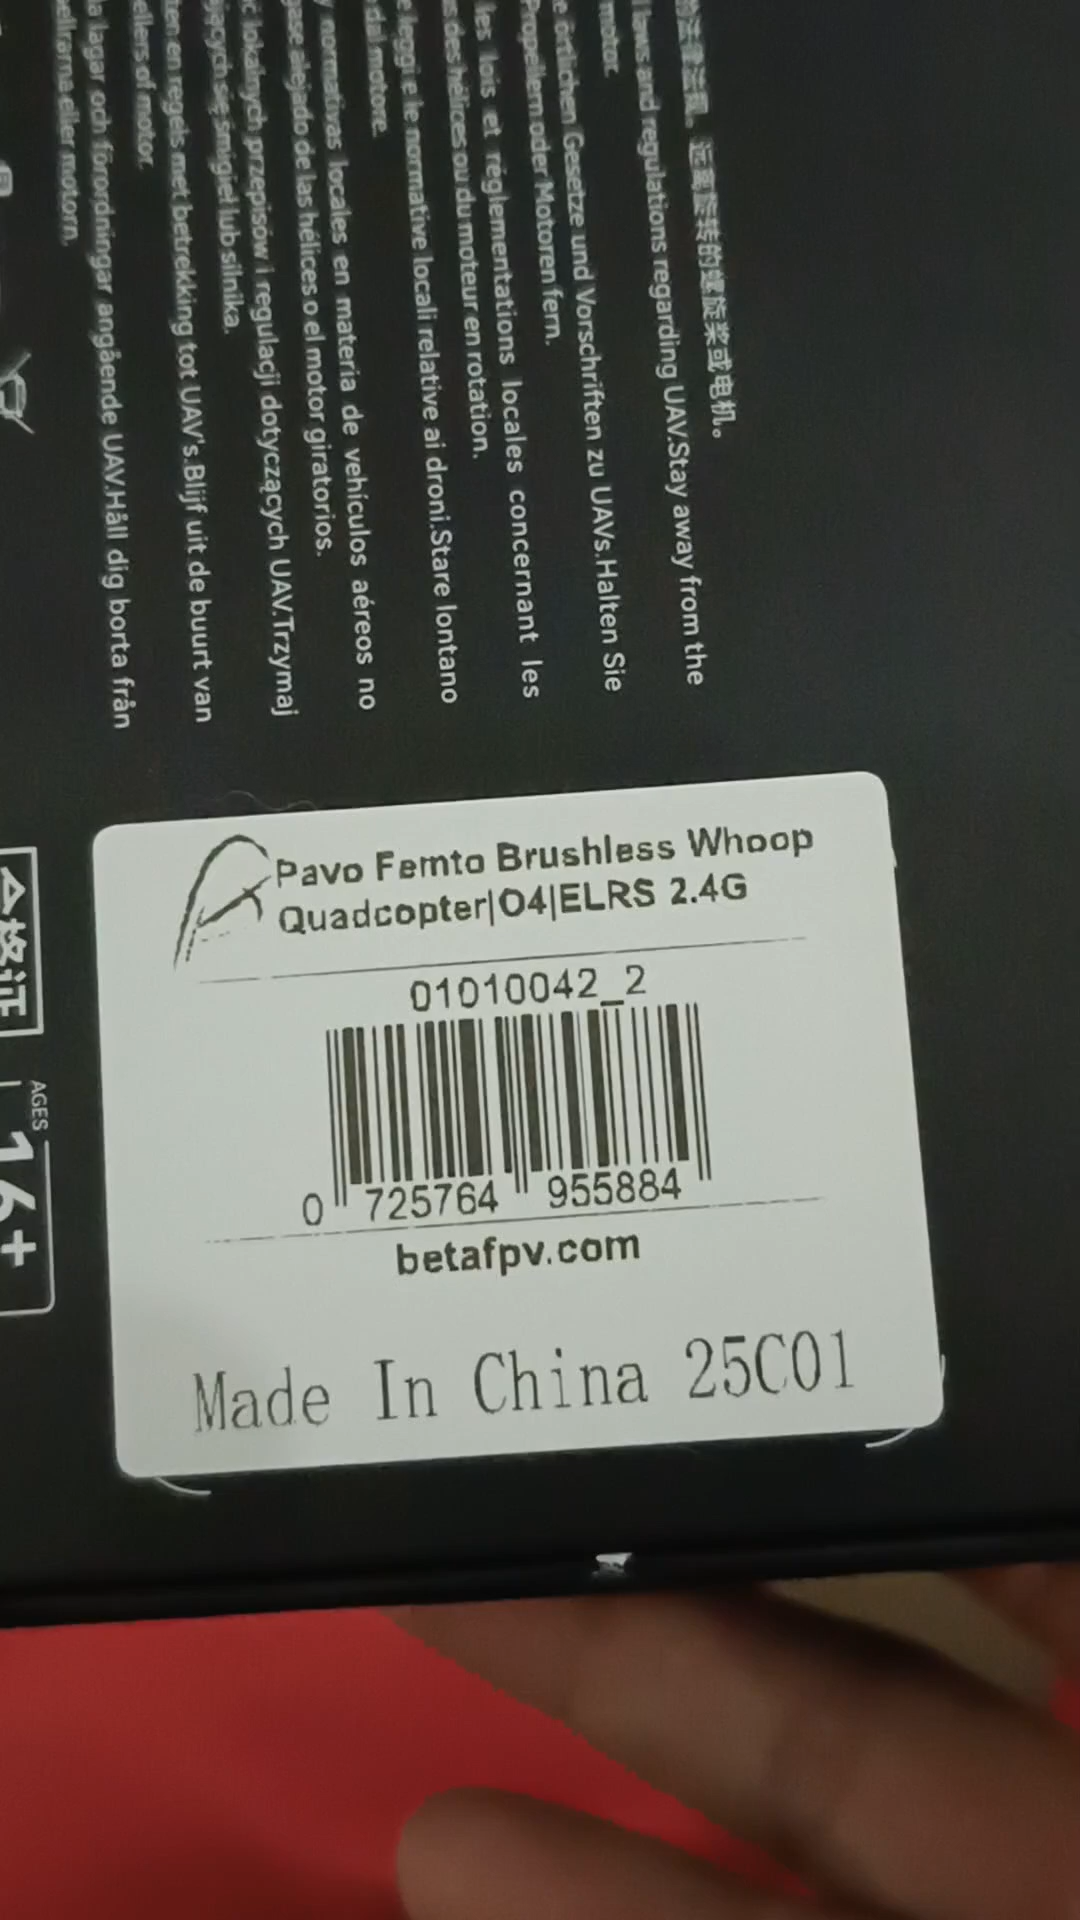 远离旋转的螺旋桨或电机。
laws and regulations regarding UAV.Stay away from the
motor.
örtlichen Gesetze und Vorschriften zu UAVs.Halten Sie
Propellern oder Motoren fern.
les lois et réglementations locales concernant les
des hélices ou du moteur en rotation.
leggi e le normative locali relative ai droni.Stare lontano
dal motore.
normativas locales en materia de vehículos aéreos no
alejado de las hélices o el motor giratorios.
lokalnych przepisów i regulacji dotyczących UAV.Trzymaj
się śmigieł lub silnika.
en regels met betrekking tot UAV's.Blijf uit de buurt van
of motor.
lagar och förordningar angående UAV.Håll dig borta från
eller motorn.
合格证
AGES
16+
Pavo Femto Brushless Whoop
Quadcopter|O4|ELRS 2.4G
01010042_2
0 725764 955884
betafpv.com
Made In China 25C01